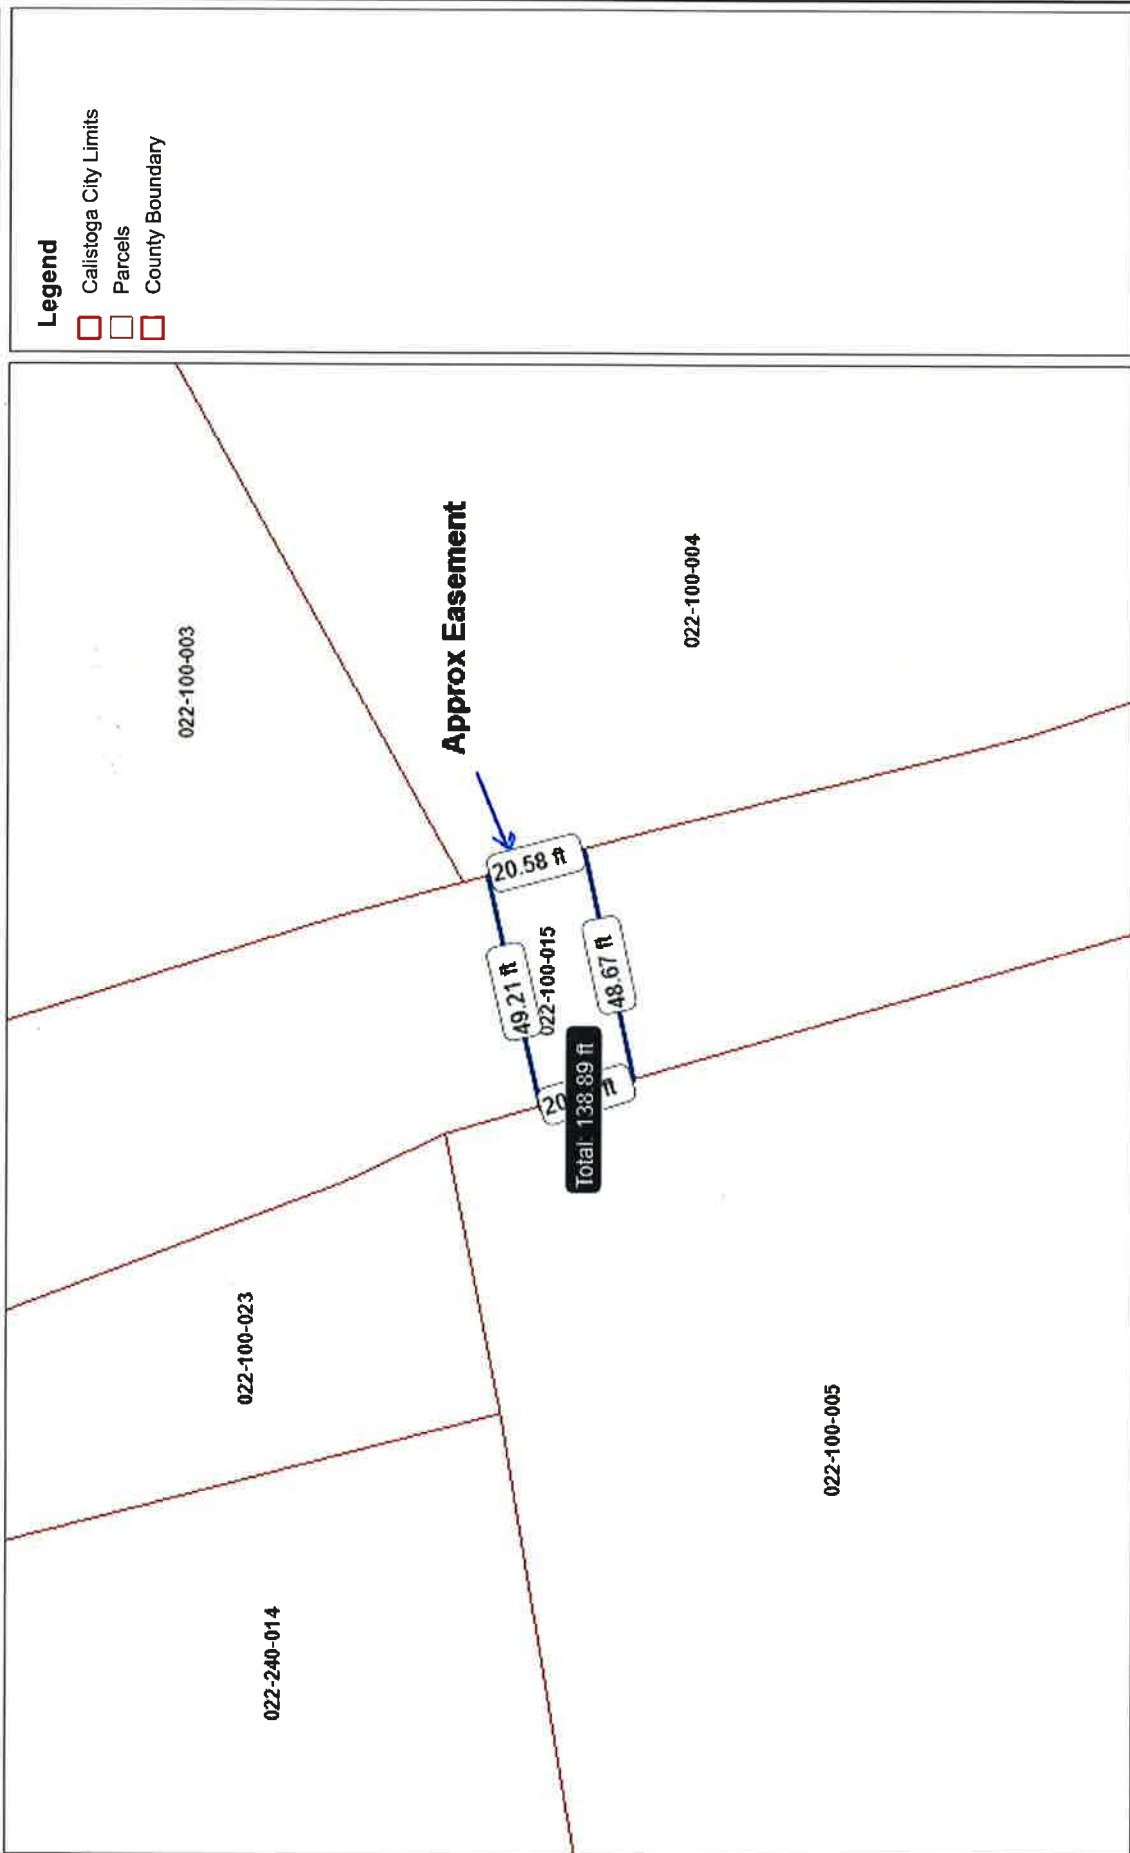 Legend
Calistoga City Limits
Parcels
County Boundary
022-100-003
022-100-023
022-240-014
Approx Easement
49.21 ft
20.58 ft
022-100-015
20 ft
Total: 138.89 ft
48.67 ft
022-100-004
022-100-005